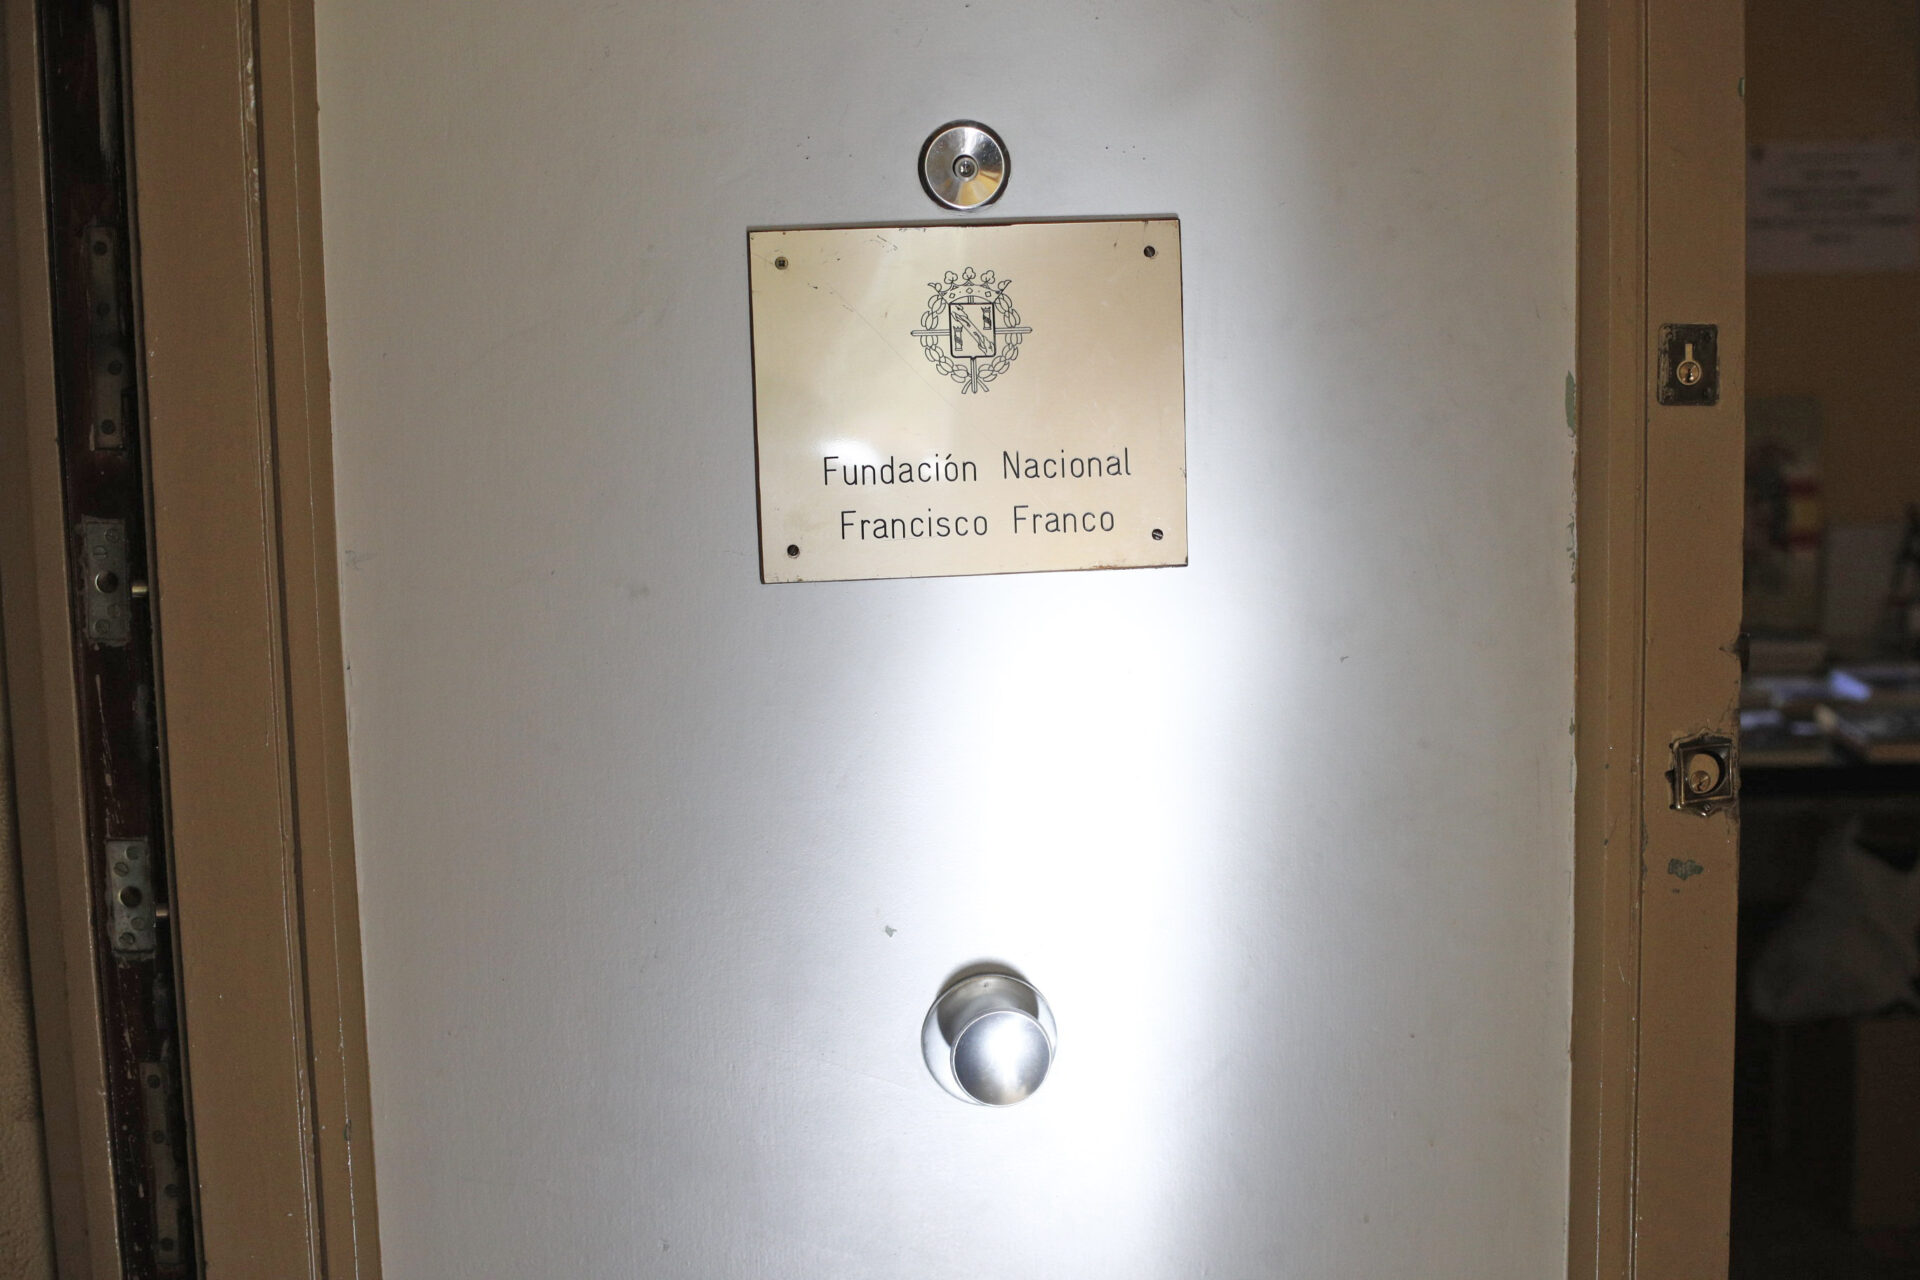 Fundación Nacional
Francisco Franco